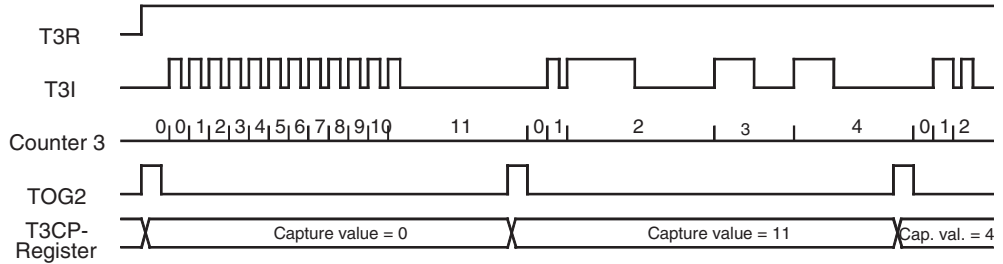 T3R
T3I
Counter 3 0 0 1 2 3 4 5 6 7 8 9 10 11 0 1 2 3 4 0 1 2
TOG2
T3CP-
Register Capture value = 0 Capture value = 11 Cap. val. = 4